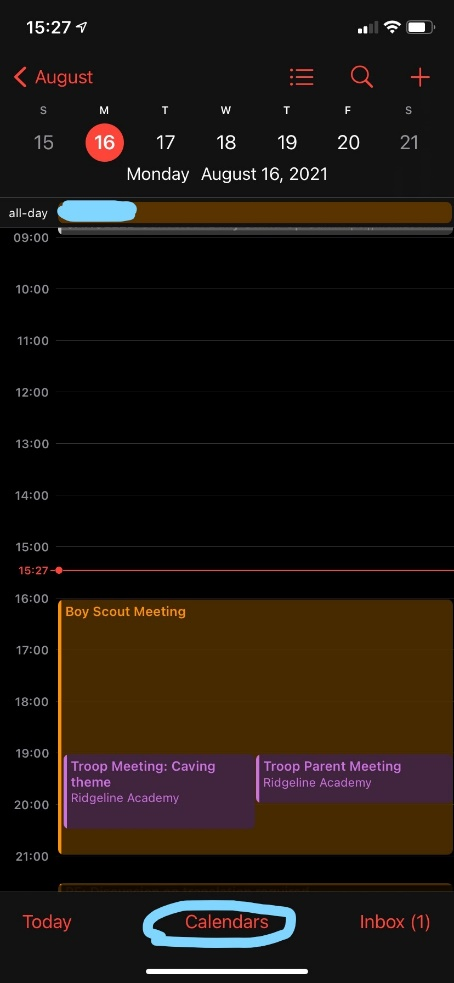 15:27
August
S M T W T F S
15 16 17 18 19 20 21
Monday August 16, 2021
all-day
09:00
10:00
11:00
12:00
13:00
14:00
15:00
15:27
16:00
Boy Scout Meeting
17:00
18:00
19:00
Troop Meeting: Caving
theme
Ridgeline Academy
Troop Parent Meeting
Ridgeline Academy
20:00
21:00
Today Calendars Inbox (1)